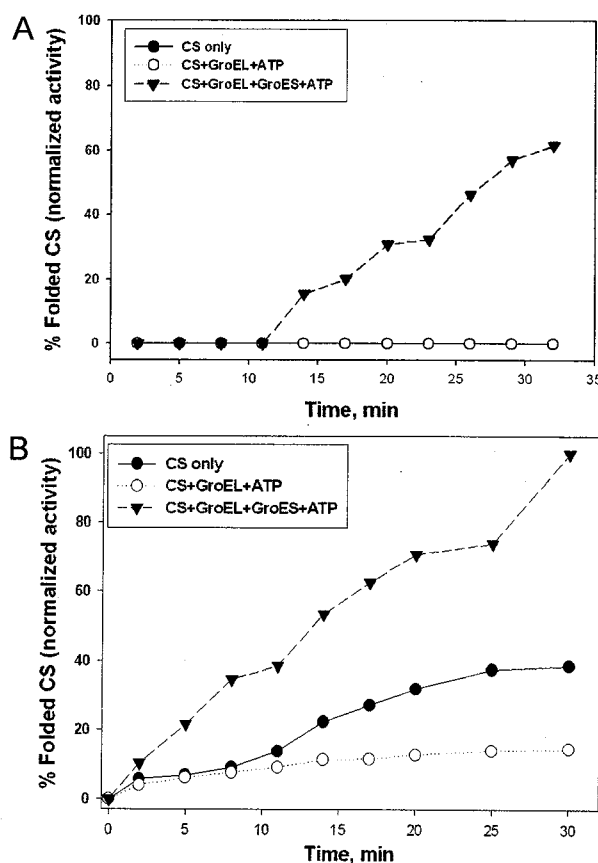 A
% Folded CS (normalized activity)
100
80
60
40
20
0
CS only
CS+GroEL+ATP
CS+GroEL+GroES+ATP
0 5 10 15 20 25 30 35
Time, min
B
% Folded CS (normalized activity)
100
80
60
40
20
0
CS only
CS+GroEL+ATP
CS+GroEL+GroES+ATP
0 5 10 15 20 25 30
Time, min